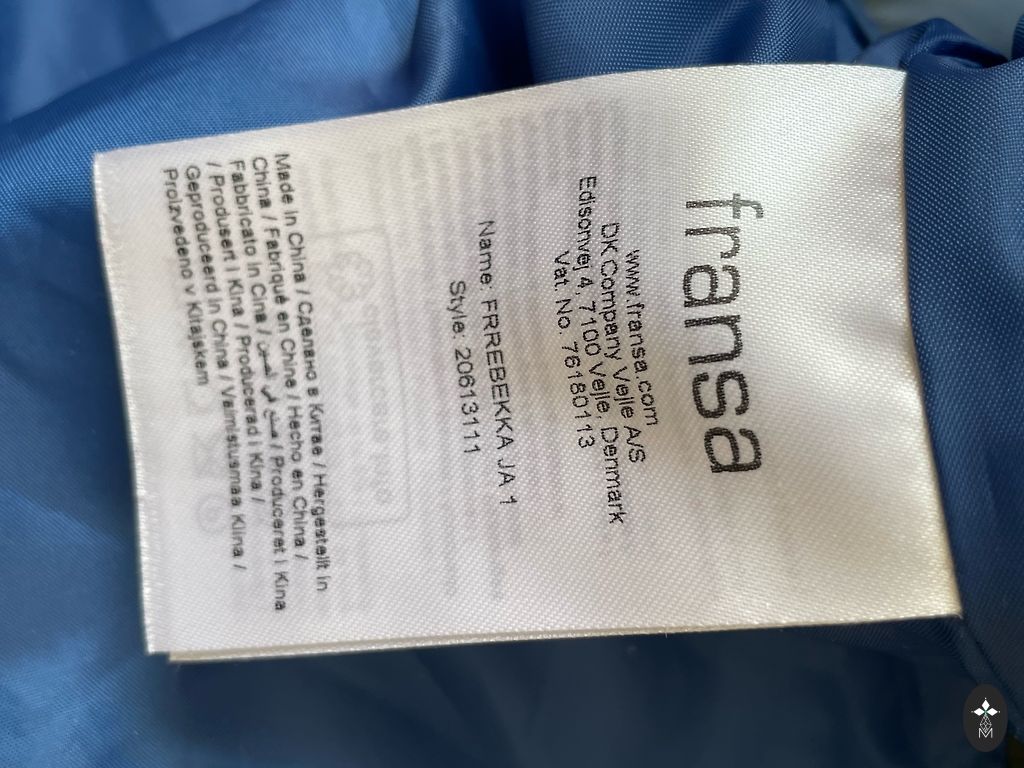 fransa
www.fransa.com
DK Company Vejle A/S
Edisonvej 4, 7100 Vejle, Denmark
Vat. No. 76180113
Name: FRREBEKKA JA 1
Style: 20613111
Made in China / Сделано в Китае / Hergestellt in
China / Fabriqué en Chine / Hecho en China /
Fabbricato in Cina / صنع في الصين / Produceret i Kina
/ Produsert i Kina / Producerad i Kina /
Geproduceerd in China / Valmistusmaa Kiina /
Proizvedeno v Kitajskem
M